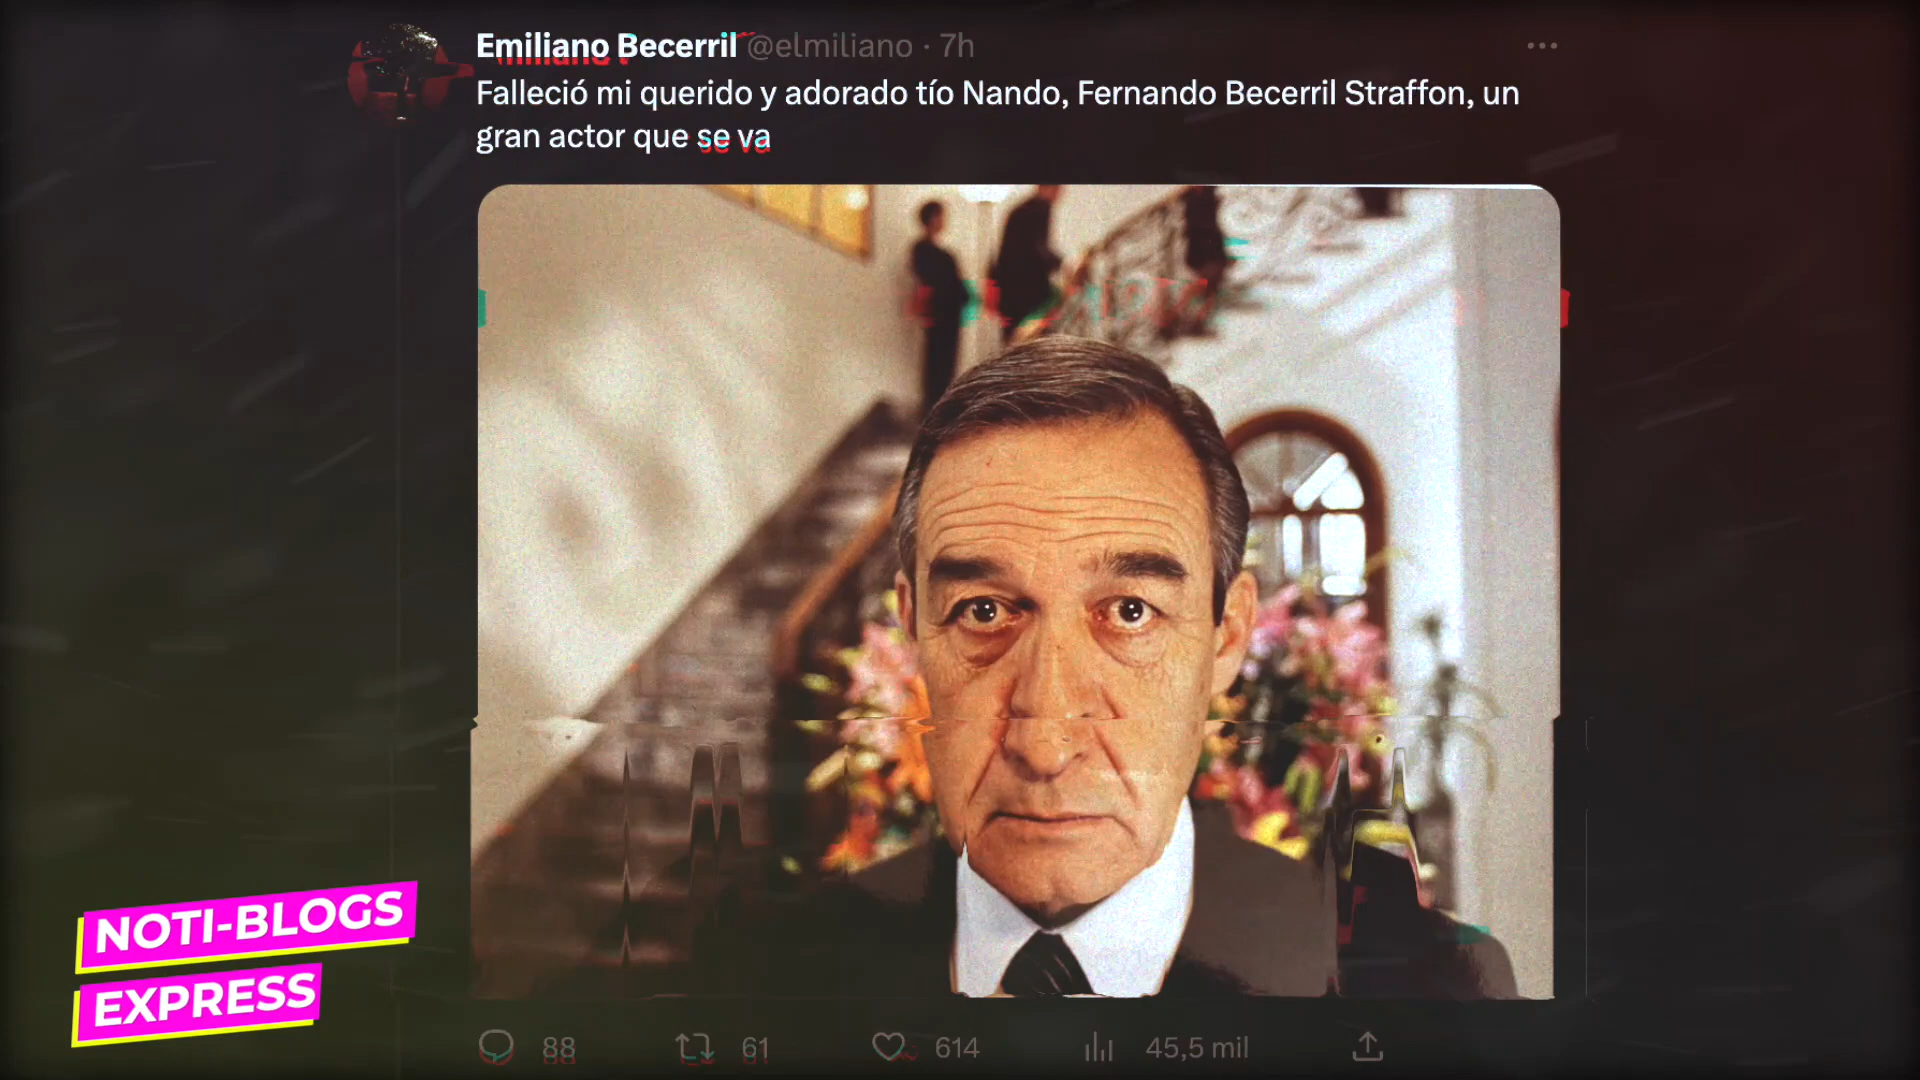 Emiliano Becerril @elmiliano · 7h
Falleció mi querido y adorado tío Nando, Fernando Becerril Straffon, un
gran actor que se va
NOTI-BLOGS
EXPRESS
88 61 614 45,5 mil